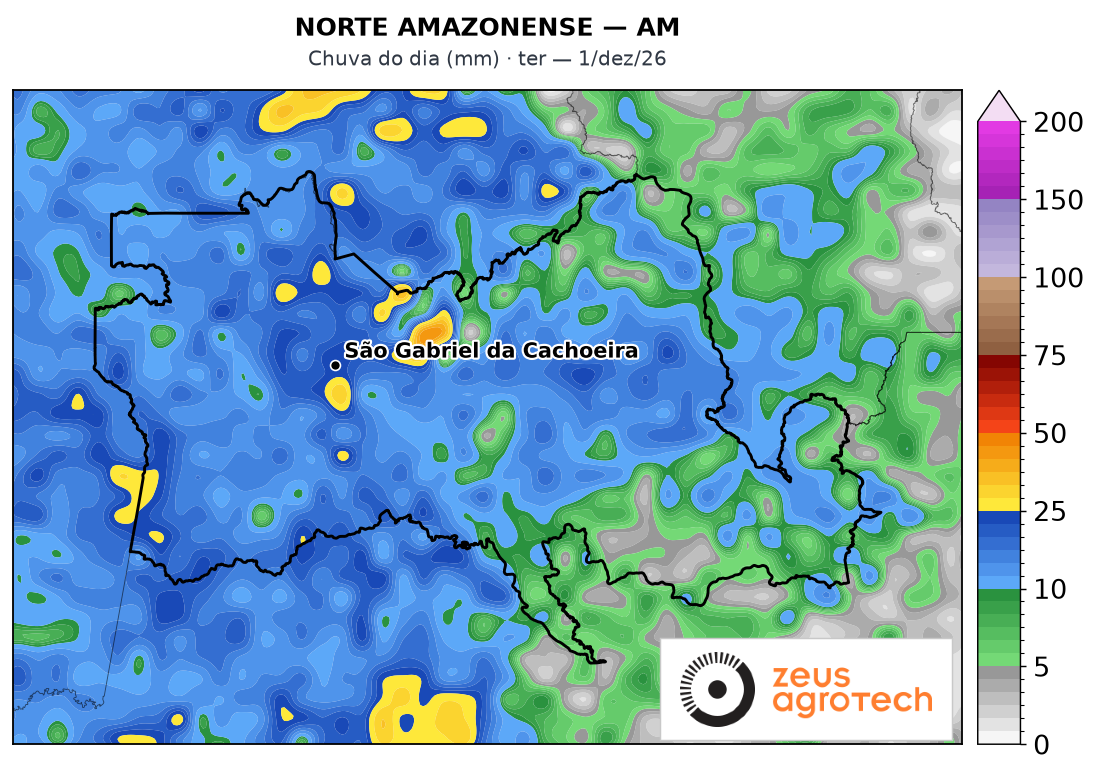 NORTE AMAZONENSE — AM
Chuva do dia (mm) · ter — 1/dez/26
São Gabriel da Cachoeira
200
150
100
75
50
25
10
5
0
zeus
agrotech